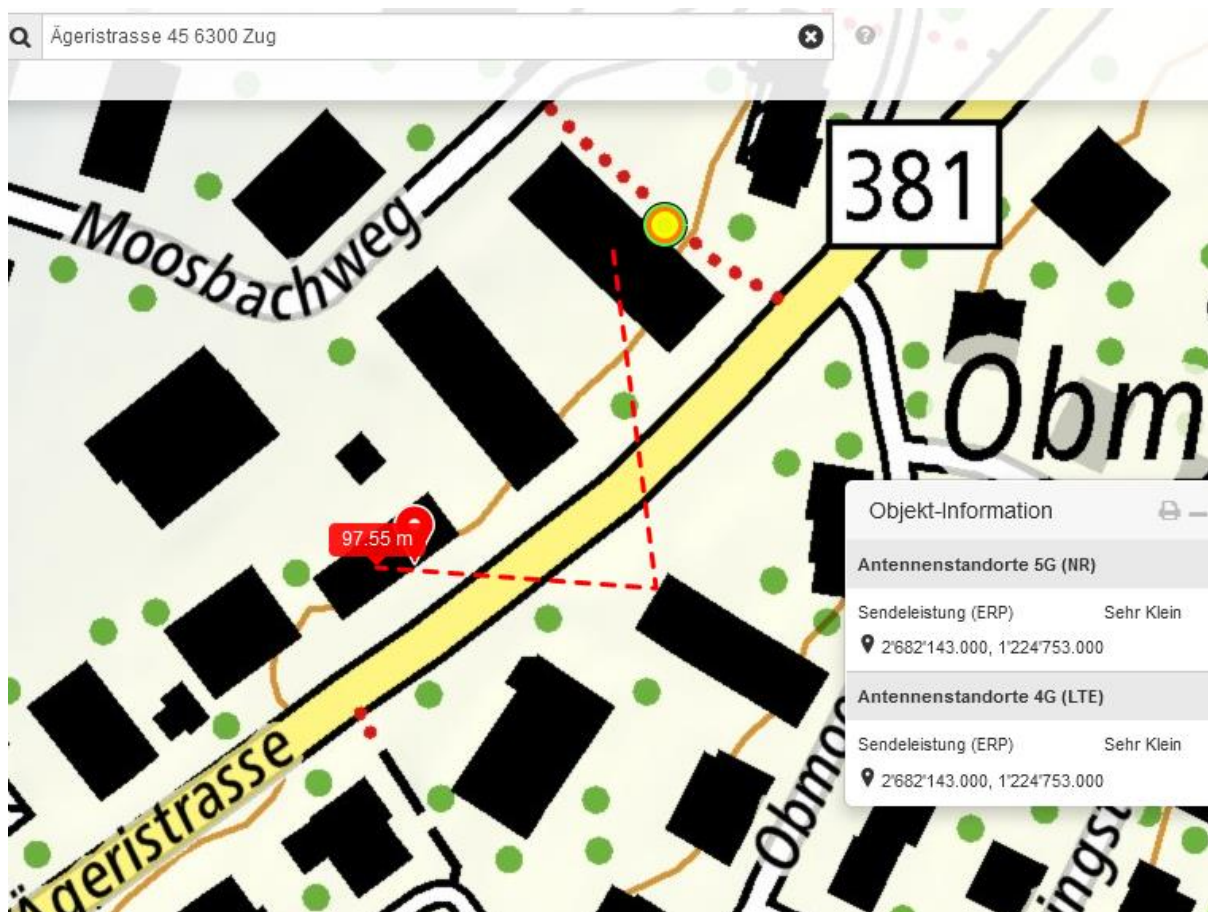 Ägeristrasse 45 6300 Zug
381
Moosbachweg
Obm
Objekt-Information
97.55 m
Antennenstandorte 5G (NR)
Sendeleistung (ERP) Sehr Klein
2'682'143.000, 1'224'753.000
Antennenstandorte 4G (LTE)
Sendeleistung (ERP) Sehr Klein
2'682'143.000, 1'224'753.000
Ägeristrasse
Obmos
ingst